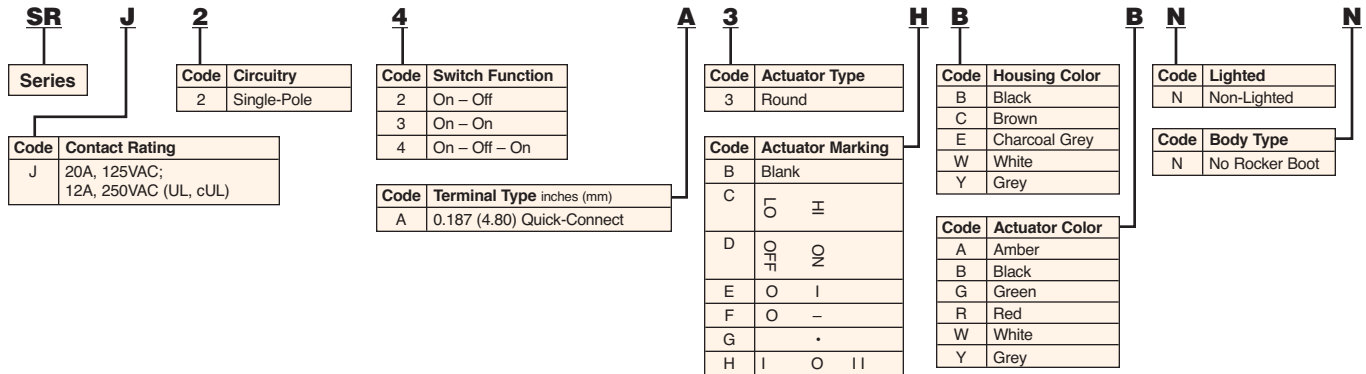 SR J 2 4 A 3 H B B N N
Series
Code Circuitry
2 Single-Pole
Code Contact Rating
J 20A, 125VAC;
12A, 250VAC (UL, cUL)
Code Switch Function
2 On – Off
3 On – On
4 On – Off – On
Code Terminal Type inches (mm)
A 0.187 (4.80) Quick-Connect
Code Actuator Type
3 Round
Code Actuator Marking
B Blank
C LO HI
D OFF ON
E O I
F O –
G •
H I O II
Code Housing Color
B Black
C Brown
E Charcoal Grey
W White
Y Grey
Code Actuator Color
A Amber
B Black
G Green
R Red
W White
Y Grey
Code Lighted
N Non-Lighted
Code Body Type
N No Rocker Boot